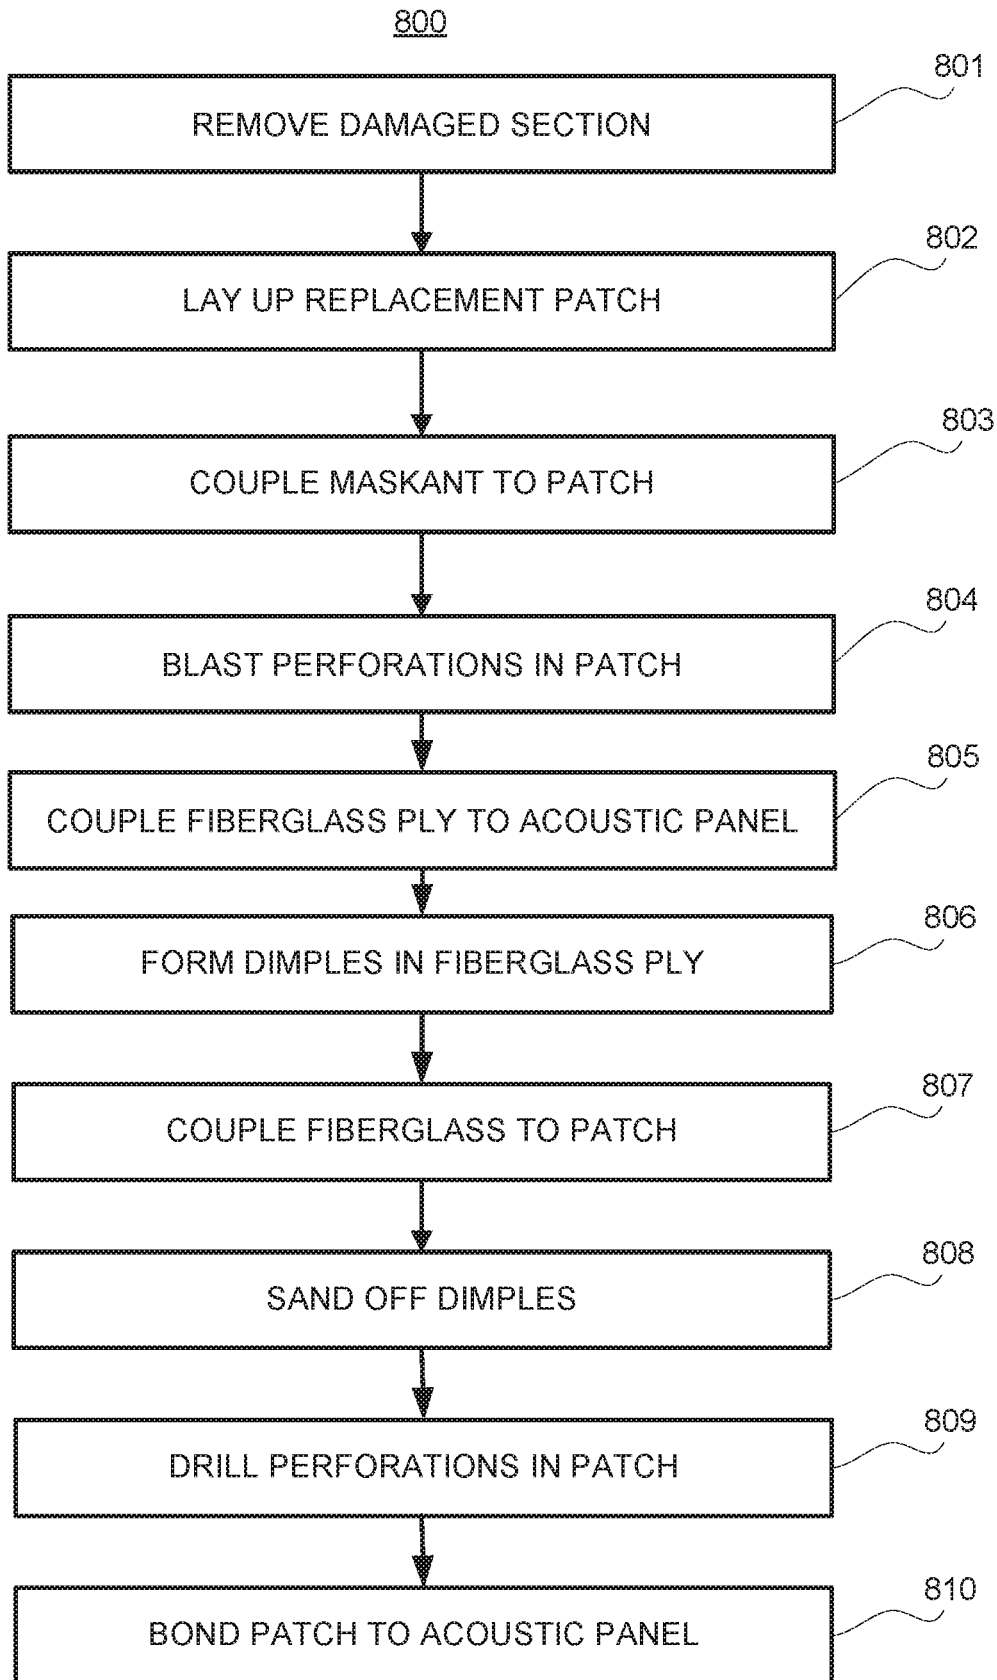 800
801
REMOVE DAMAGED SECTION
802
LAY UP REPLACEMENT PATCH
803
COUPLE MASKANT TO PATCH
804
BLAST PERFORATIONS IN PATCH
805
COUPLE FIBERGLASS PLY TO ACOUSTIC PANEL
806
FORM DIMPLES IN FIBERGLASS PLY
807
COUPLE FIBERGLASS TO PATCH
808
SAND OFF DIMPLES
809
DRILL PERFORATIONS IN PATCH
810
BOND PATCH TO ACOUSTIC PANEL